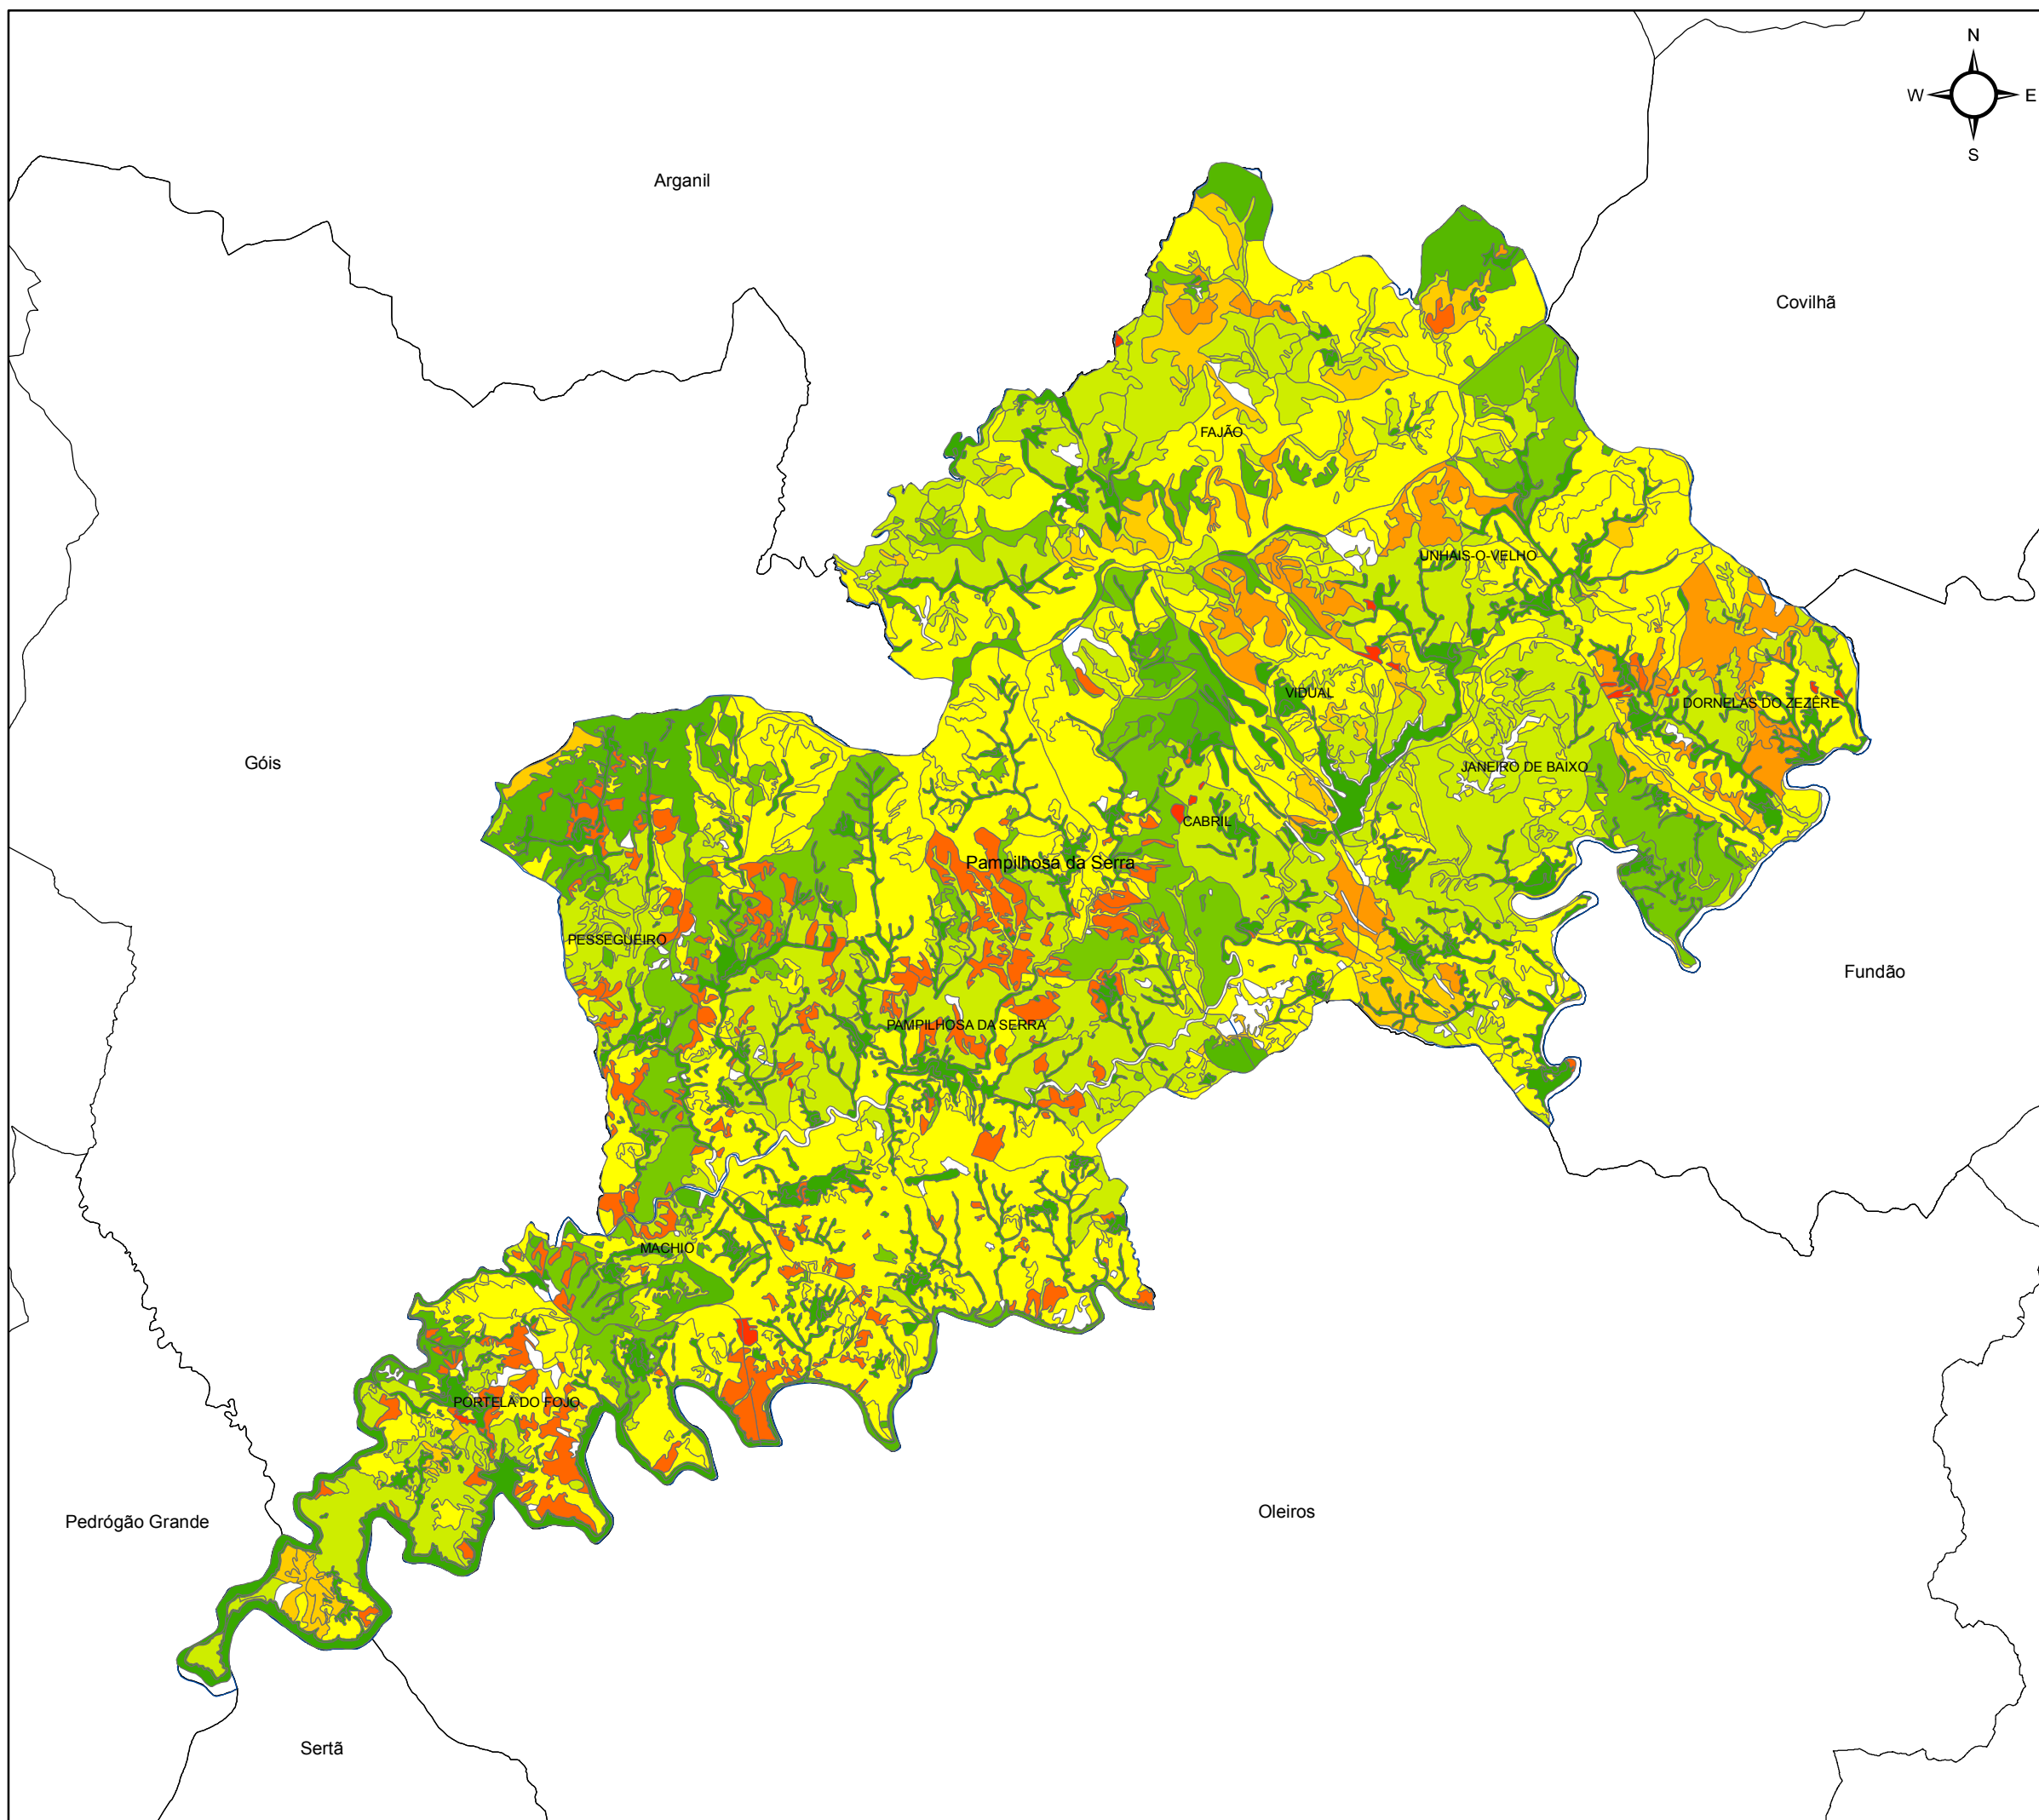 N
W E
S
Arganil
Covilhã
FAJÃO
UNHAIS-O-VELHO
VIDUAL
DORNELAS DO ZEZERE
Góis
JANEIRO DE BAIXO
CABRIL
Pampilhosa da Serra
PESSEGUEIRO
Fundão
PAMPILHOSA DA SERRA
MACHIO
PORTELA DO FOJO
Oleiros
Pedrógão Grande
Sertã